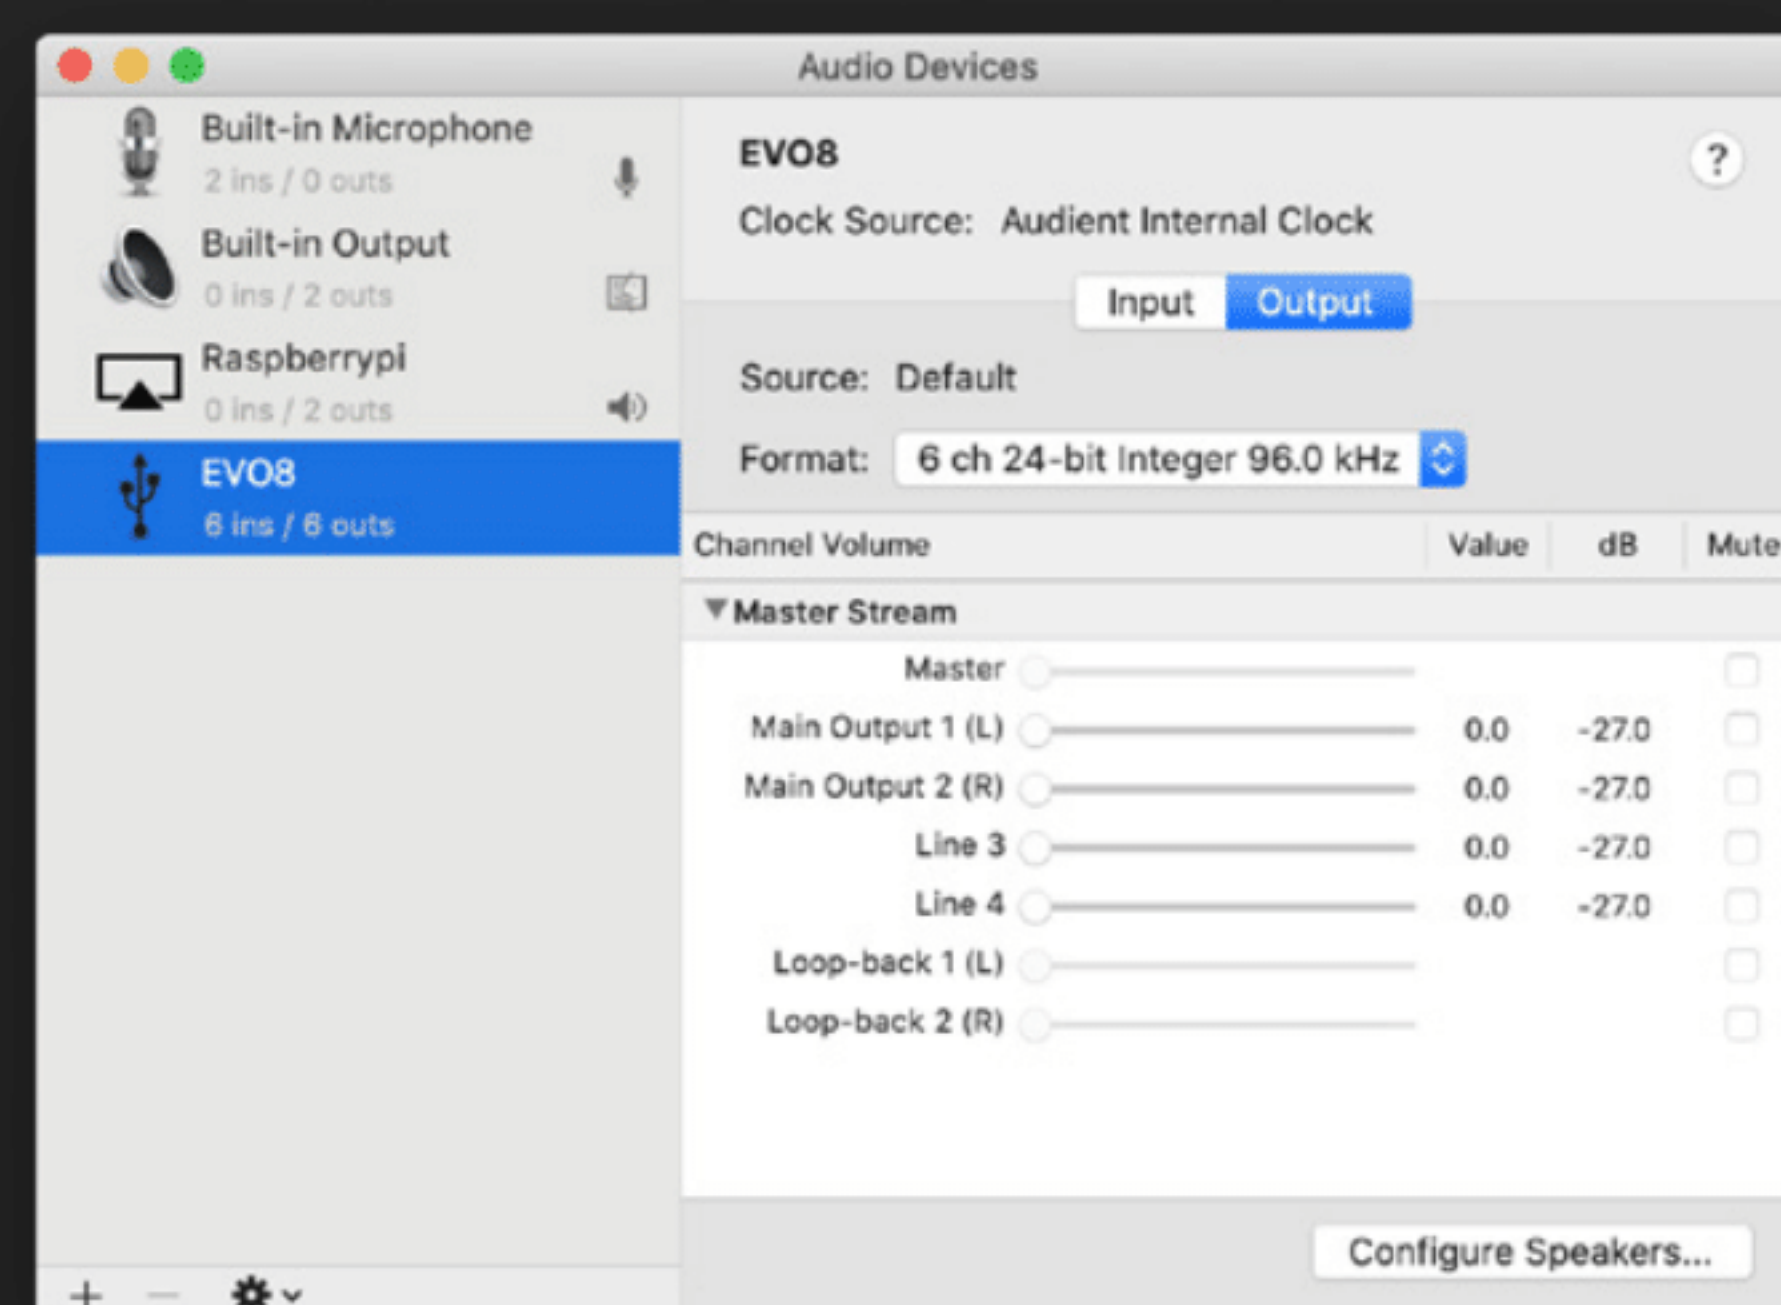 Audio Devices
Built-in Microphone
2 ins / 0 outs
Built-in Output
0 ins / 2 outs
Raspberrypi
0 ins / 2 outs
EVO8
6 ins / 6 outs
EVO8
?
Clock Source: Audient Internal Clock
Input Output
Source: Default
Format: 6 ch 24-bit Integer 96.0 kHz
Channel Volume Value dB Mute
Master Stream
Master
Main Output 1 (L) 0.0 -27.0
Main Output 2 (R) 0.0 -27.0
Line 3 0.0 -27.0
Line 4 0.0 -27.0
Loop-back 1 (L)
Loop-back 2 (R)
Configure Speakers...